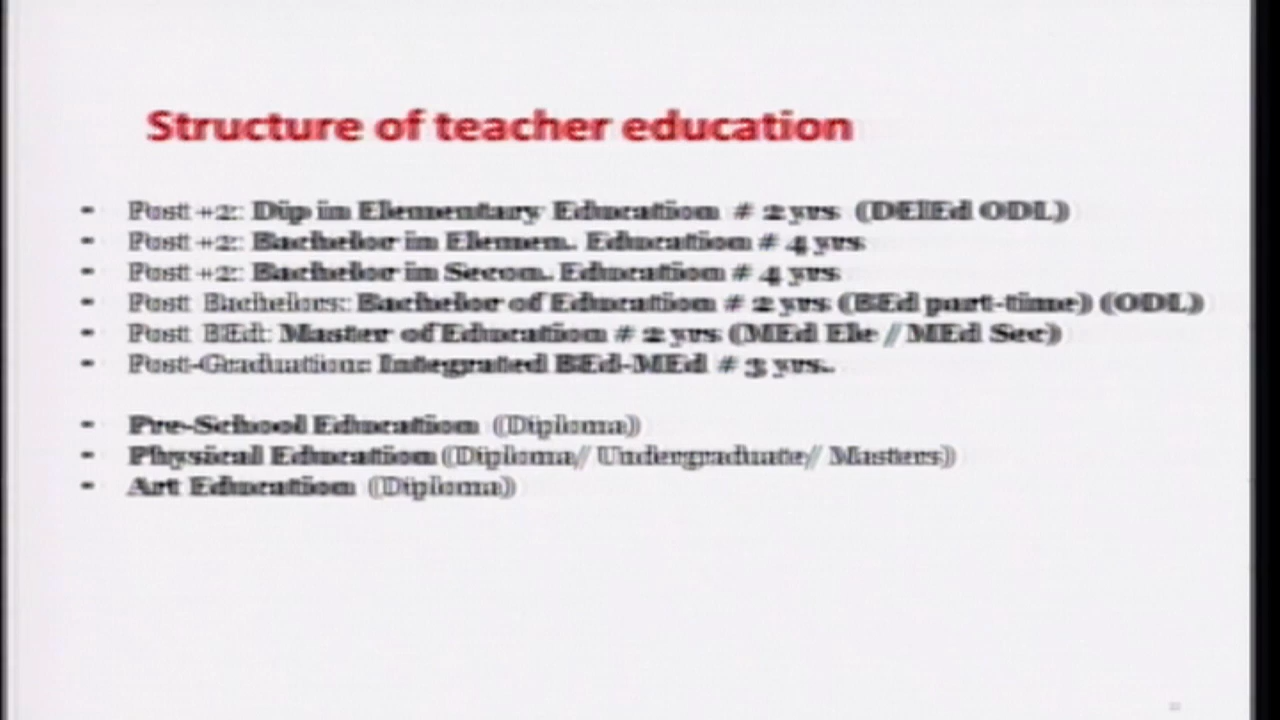 Structure of teacher education
- Post +2: Dip in Elementary Education # 2 yrs (DElEd ODL)
- Post +2: Bachelor in Elemen. Education # 4 yrs
- Post +2: Bachelor in Secon. Education # 4 yrs
- Post Bachelors: Bachelor of Education # 2 yrs (BEd part-time) (ODL)
- Post BEd: Master of Education # 2 yrs (MEd Ele / MEd Sec)
- Post-Graduation: Integrated BEd-MEd # 3 yrs.
- Pre-School Education (Diploma)
- Physical Education (Diploma/ Undergraduate/ Masters)
- Art Education (Diploma)